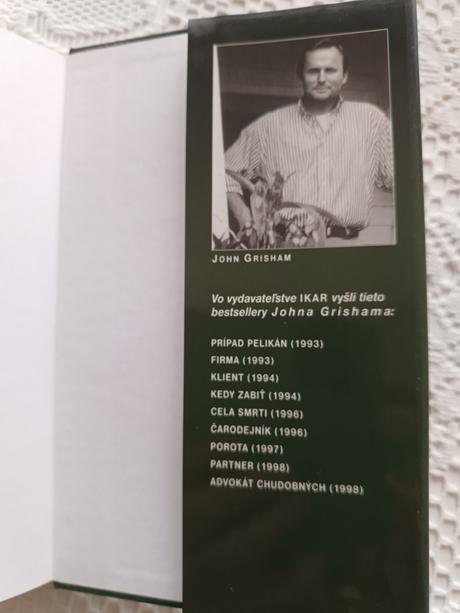 JOHN GRISHAM
Vo vydavateľstve IKAR vyšli tieto
bestsellery Johna Grishama:
PRÍPAD PELIKÁN (1993)
FIRMA (1993)
KLIENT (1994)
KEDY ZABIŤ (1994)
CELA SMRTI (1996)
ČARODEJNÍK (1996)
POROTA (1997)
PARTNER (1998)
ADVOKÁT CHUDOBNÝCH (1998)